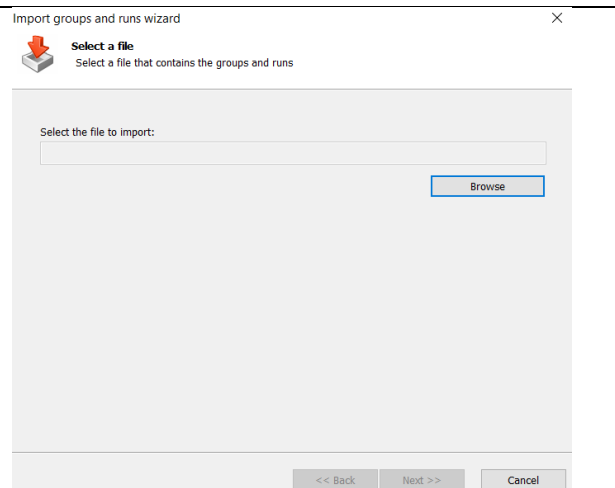 Import groups and runs wizard
Select a file
Select a file that contains the groups and runs
Select the file to import:
Browse
<< Back Next >> Cancel